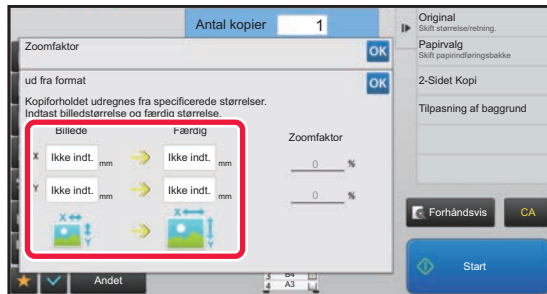 Antal kopier 1
Original
Skift størrelse/retning.
Papirvalg
Skift papirindføringsbakke
2-Sidet Kopi
Tilpasning af baggrund
Zoomfaktor
OK
ud fra format
OK
Kopiforholdet udregnes fra specificerede størrelser.
Indtast billedstørrelse og færdig størrelse.
Billede Færdig
Zoomfaktor
X Ikke indt. mm Ikke indt. mm 0 %
Y Ikke indt. mm Ikke indt. mm 0 %
X X
Y Y
Forhåndsvis
CA
Start
Andet
3 B4
4 A3